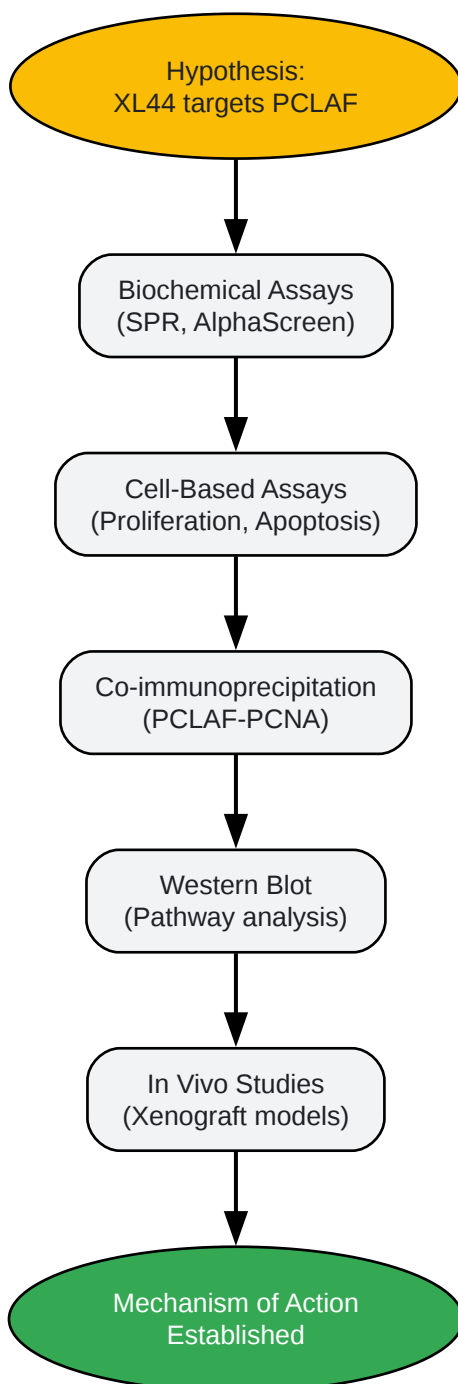 Hypothesis:
XL44 targets PCLAF
Biochemical Assays
(SPR, AlphaScreen)
Cell-Based Assays
(Proliferation, Apoptosis)
Co-immunoprecipitation
(PCLAF-PCNA)
Western Blot
(Pathway analysis)
In Vivo Studies
(Xenograft models)
Mechanism of Action
Established